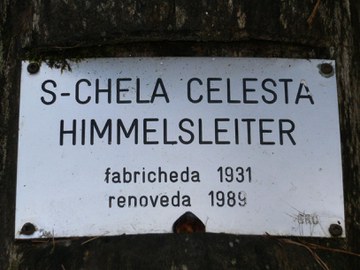 S-CHELA CELESTA
HIMMELSLEITER
fabricheda 1931
renoveda 1989